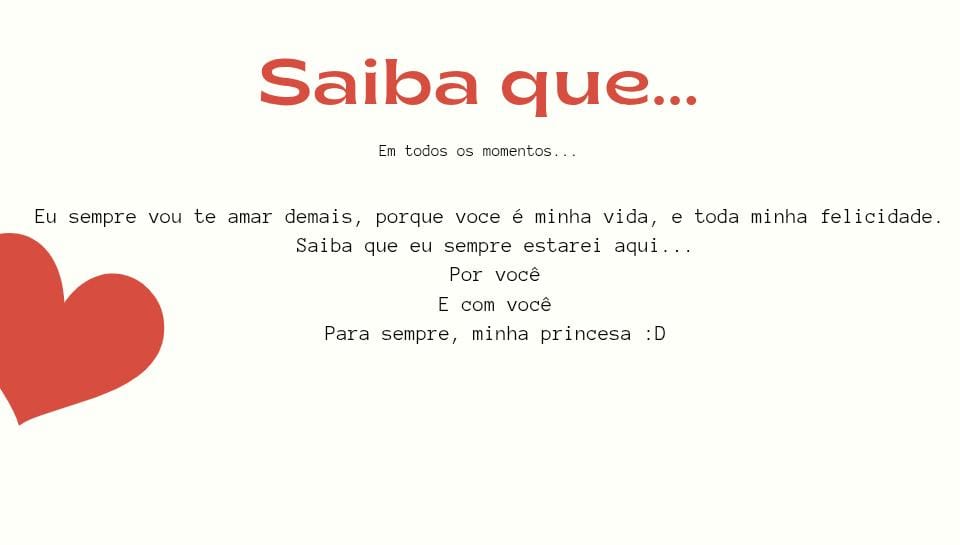 Saiba que...
Em todos os momentos...
Eu sempre vou te amar demais, porque voce é minha vida, e toda minha felicidade.
Saiba que eu sempre estarei aqui...
Por você
E com você
Para sempre, minha princesa :D